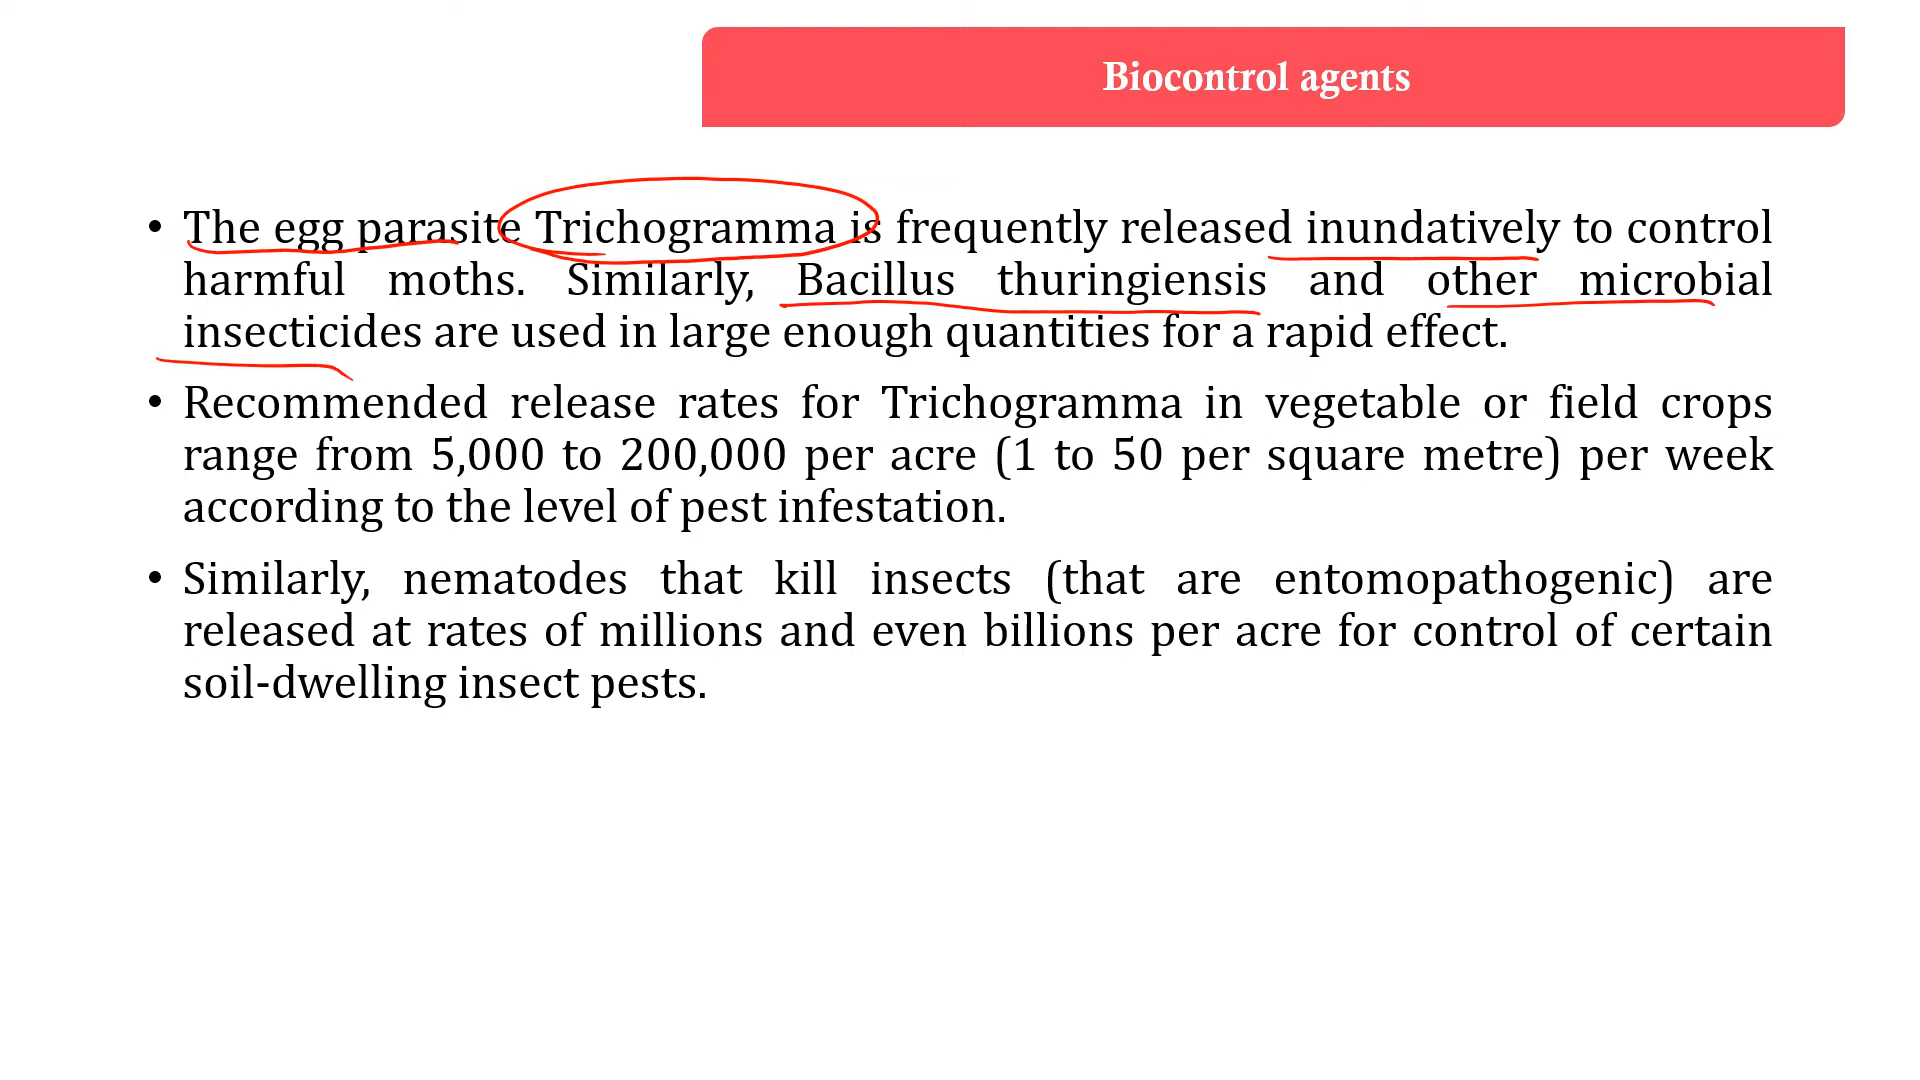 Biocontrol agents
• The egg parasite Trichogramma is frequently released inundatively to control
harmful moths. Similarly, Bacillus thuringiensis and other microbial
insecticides are used in large enough quantities for a rapid effect.
• Recommended release rates for Trichogramma in vegetable or field crops
range from 5,000 to 200,000 per acre (1 to 50 per square metre) per week
according to the level of pest infestation.
• Similarly, nematodes that kill insects (that are entomopathogenic) are
released at rates of millions and even billions per acre for control of certain
soil-dwelling insect pests.